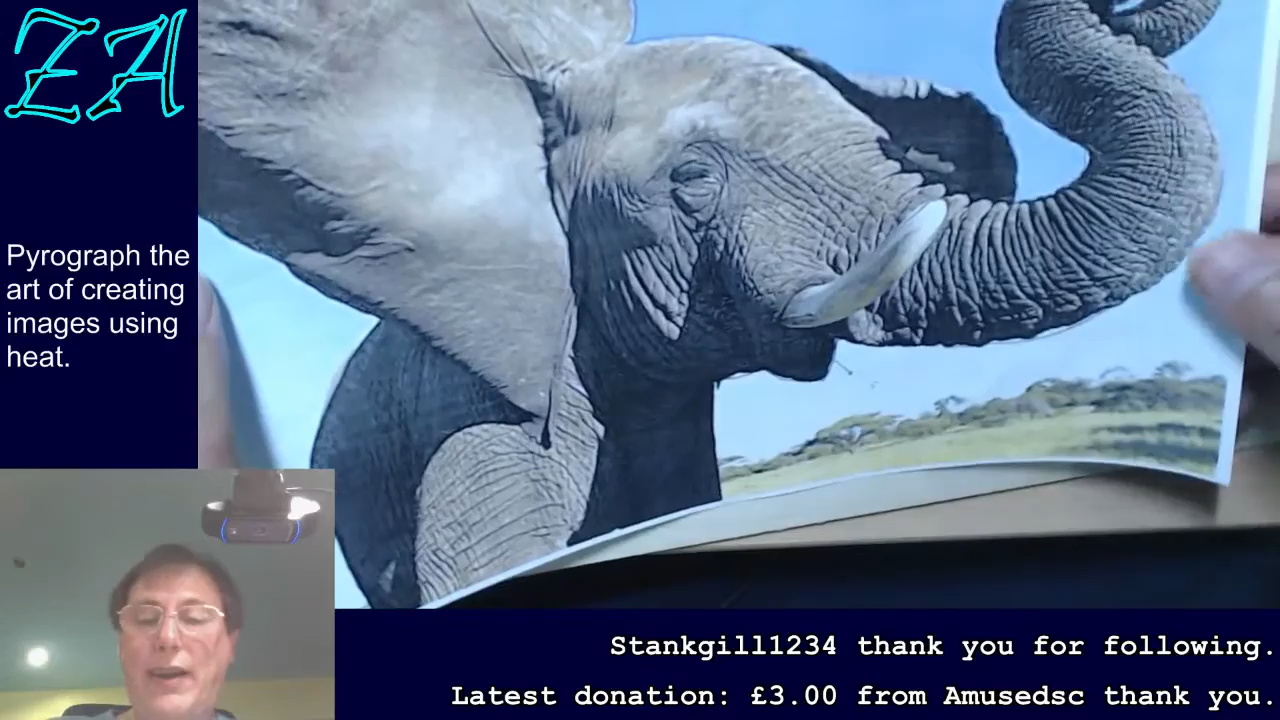 ZA
Pyrograph the
art of creating
images using
heat.
Stankgill1234 thank you for following.
Latest donation: £3.00 from Amusedsc thank you.